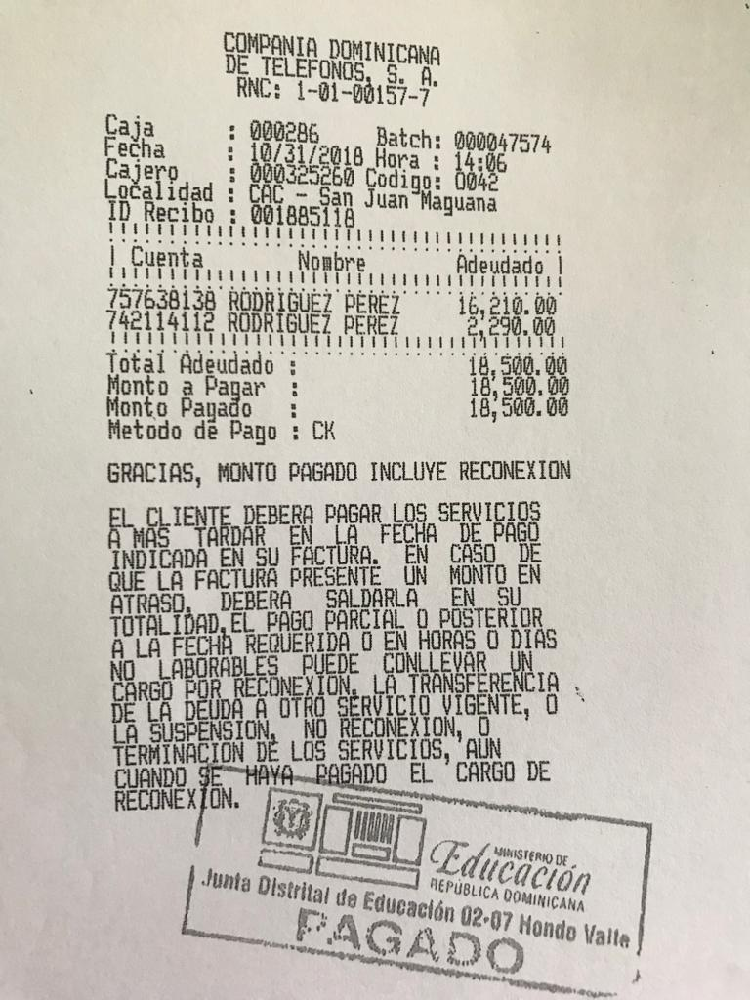 COMPANIA DOMINICANA
DE TELEFONOS, S. A.
RNC: 1-01-00157-7
Caja : 000286 Batch: 000047574
Fecha : 10/31/2018 Hora : 14:06
Cajero : 000325260 Codigo: 0042
Localidad : CAC - San Juan Maguana
ID Recibo : 001885118
| Cuenta Nombre Adeudado |
757638138 RODRIGUEZ PEREZ 16,210.00
742114112 RODRIGUEZ PEREZ 2,290.00
Total Adeudado : 18,500.00
Monto a Pagar : 18,500.00
Monto Pagado : 18,500.00
Metodo de Pago : CK
GRACIAS, MONTO PAGADO INCLUYE RECONEXION
EL CLIENTE DEBERA PAGAR LOS SERVICIOS
A MAS TARDAR EN LA FECHA DE PAGO
INDICADA EN SU FACTURA. EN CASO DE
QUE LA FACTURA PRESENTE UN MONTO EN
ATRASO, DEBERA SALDARLA EN SU
TOTALIDAD.EL PAGO PARCIAL O POSTERIOR
A LA FECHA REQUERIDA O EN HORAS O DIAS
NO LABORABLES PUEDE CONLLEVAR UN
CARGO POR RECONEXION, LA TRANSFERENCIA
DE LA DEUDA A OTRO SERVICIO VIGENTE, O
LA SUSPENSION, NO RECONEXION, O
TERMINACION DE LOS SERVICIOS, AUN
CUANDO SE HAYA PAGADO EL CARGO DE
RECONEXION.
MINISTERIO DE
Educación
REPÚBLICA DOMINICANA
Junta Distrital de Educación 02-07 Hondo Valle
PAGADO